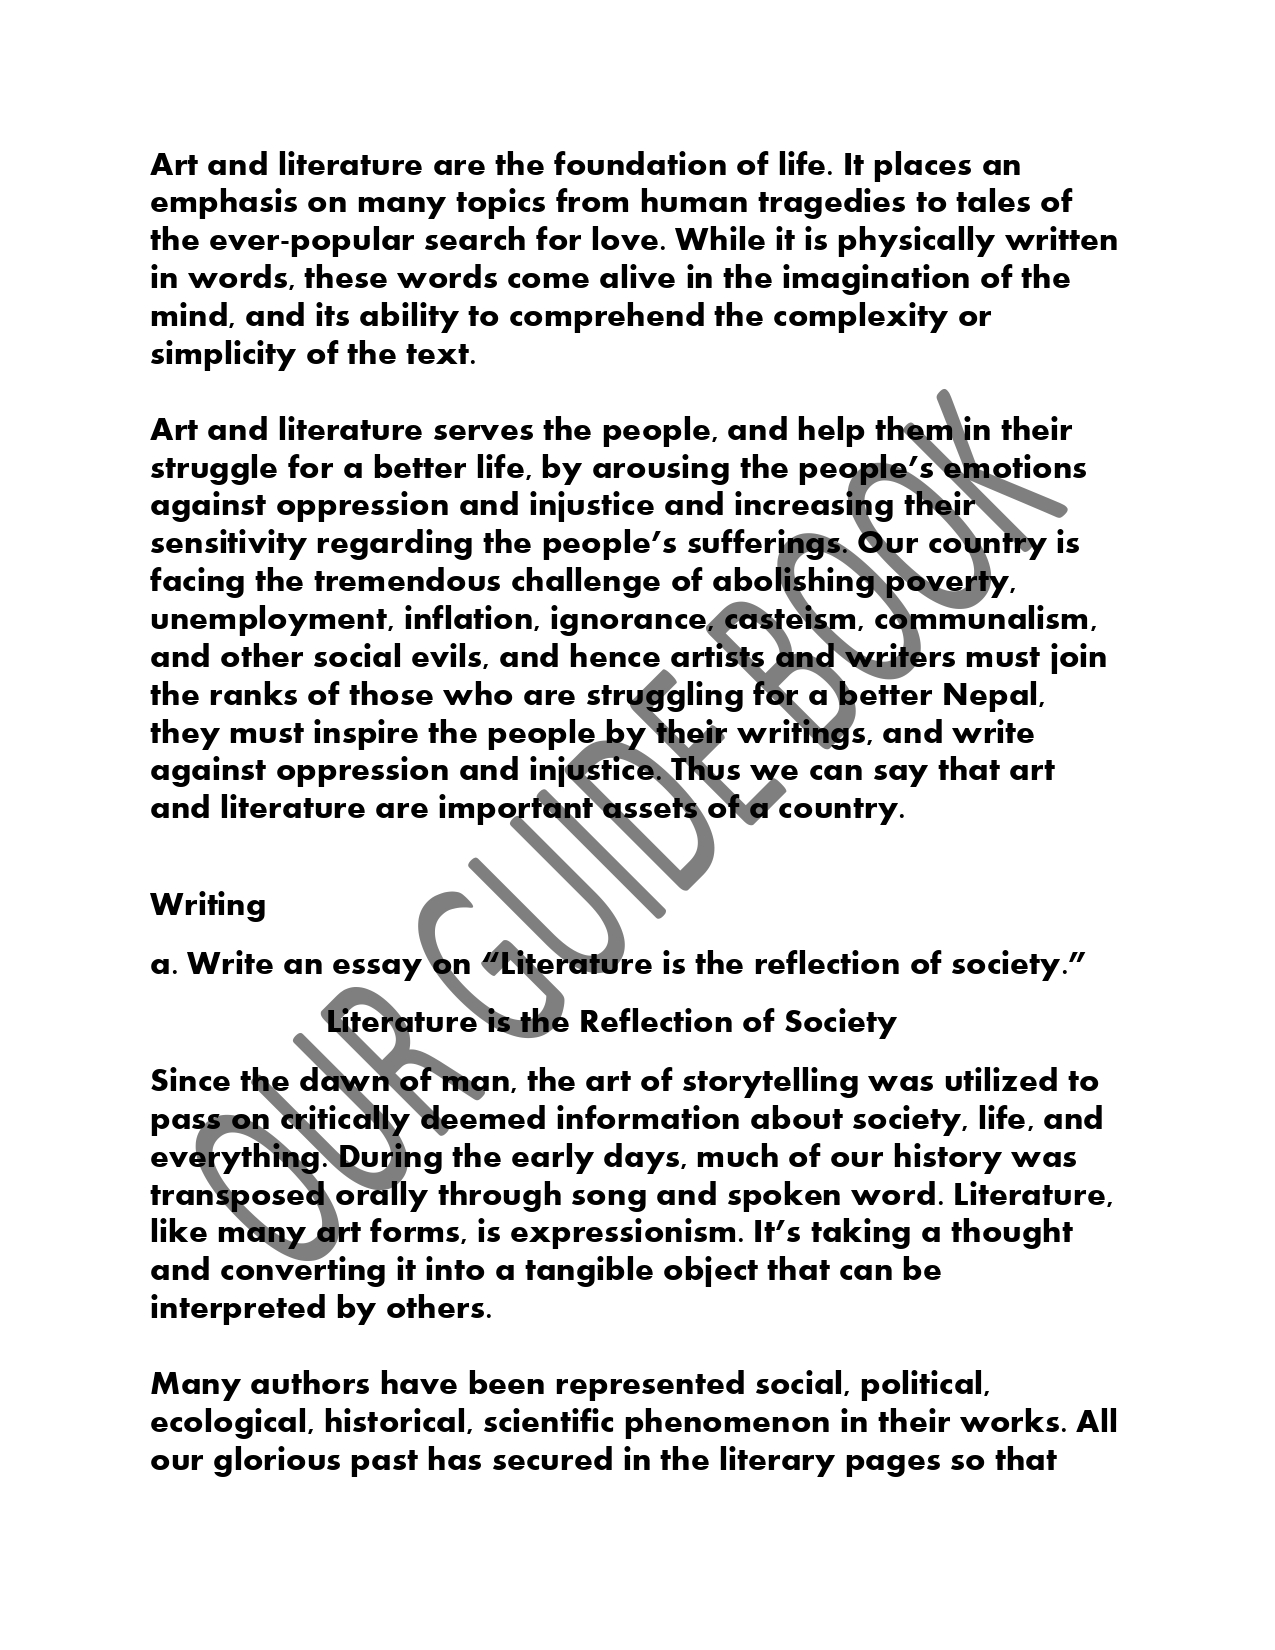 Art and literature are the foundation of life. It places an
emphasis on many topics from human tragedies to tales of
the ever-popular search for love. While it is physically written
in words, these words come alive in the imagination of the
mind, and its ability to comprehend the complexity or
simplicity of the text.
Art and literature serves the people, and help them in their
struggle for a better life, by arousing the people’s emotions
against oppression and injustice and increasing their
sensitivity regarding the people’s sufferings. Our country is
facing the tremendous challenge of abolishing poverty,
unemployment, inflation, ignorance, casteism, communalism,
and other social evils, and hence artists and writers must join
the ranks of those who are struggling for a better Nepal,
they must inspire the people by their writings, and write
against oppression and injustice. Thus we can say that art
and literature are important assets of a country.
Writing
a. Write an essay on “Literature is the reflection of society.”
Literature is the Reflection of Society
Since the dawn of man, the art of storytelling was utilized to
pass on critically deemed information about society, life, and
everything. During the early days, much of our history was
transposed orally through song and spoken word. Literature,
like many art forms, is expressionism. It’s taking a thought
and converting it into a tangible object that can be
interpreted by others.
Many authors have been represented social, political,
ecological, historical, scientific phenomenon in their works. All
our glorious past has secured in the literary pages so that
OUR GUIDE BOOK